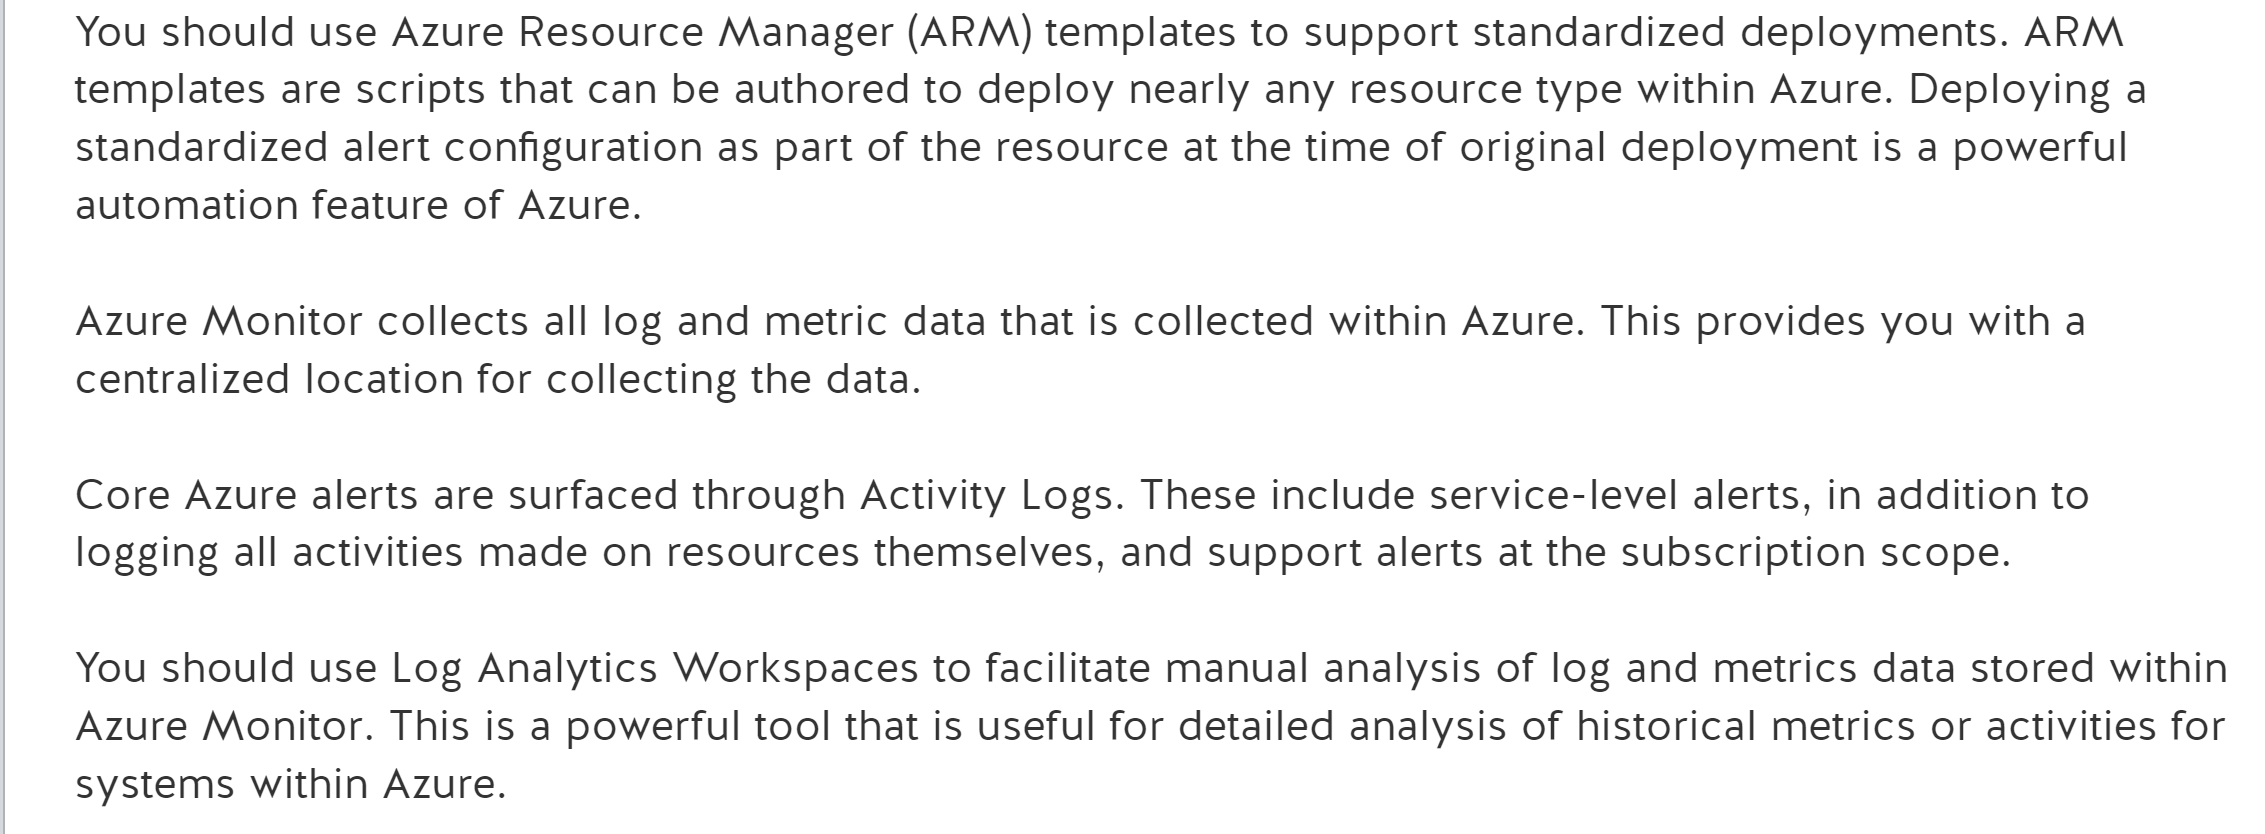 You should use Azure Resource Manager (ARM) templates to support standardized deployments. ARM
templates are scripts that can be authored to deploy nearly any resource type within Azure. Deploying a
standardized alert configuration as part of the resource at the time of original deployment is a powerful
automation feature of Azure.
Azure Monitor collects all log and metric data that is collected within Azure. This provides you with a
centralized location for collecting the data.
Core Azure alerts are surfaced through Activity Logs. These include service-level alerts, in addition to
logging all activities made on resources themselves, and support alerts at the subscription scope.
You should use Log Analytics Workspaces to facilitate manual analysis of log and metrics data stored within
Azure Monitor. This is a powerful tool that is useful for detailed analysis of historical metrics or activities for
systems within Azure.